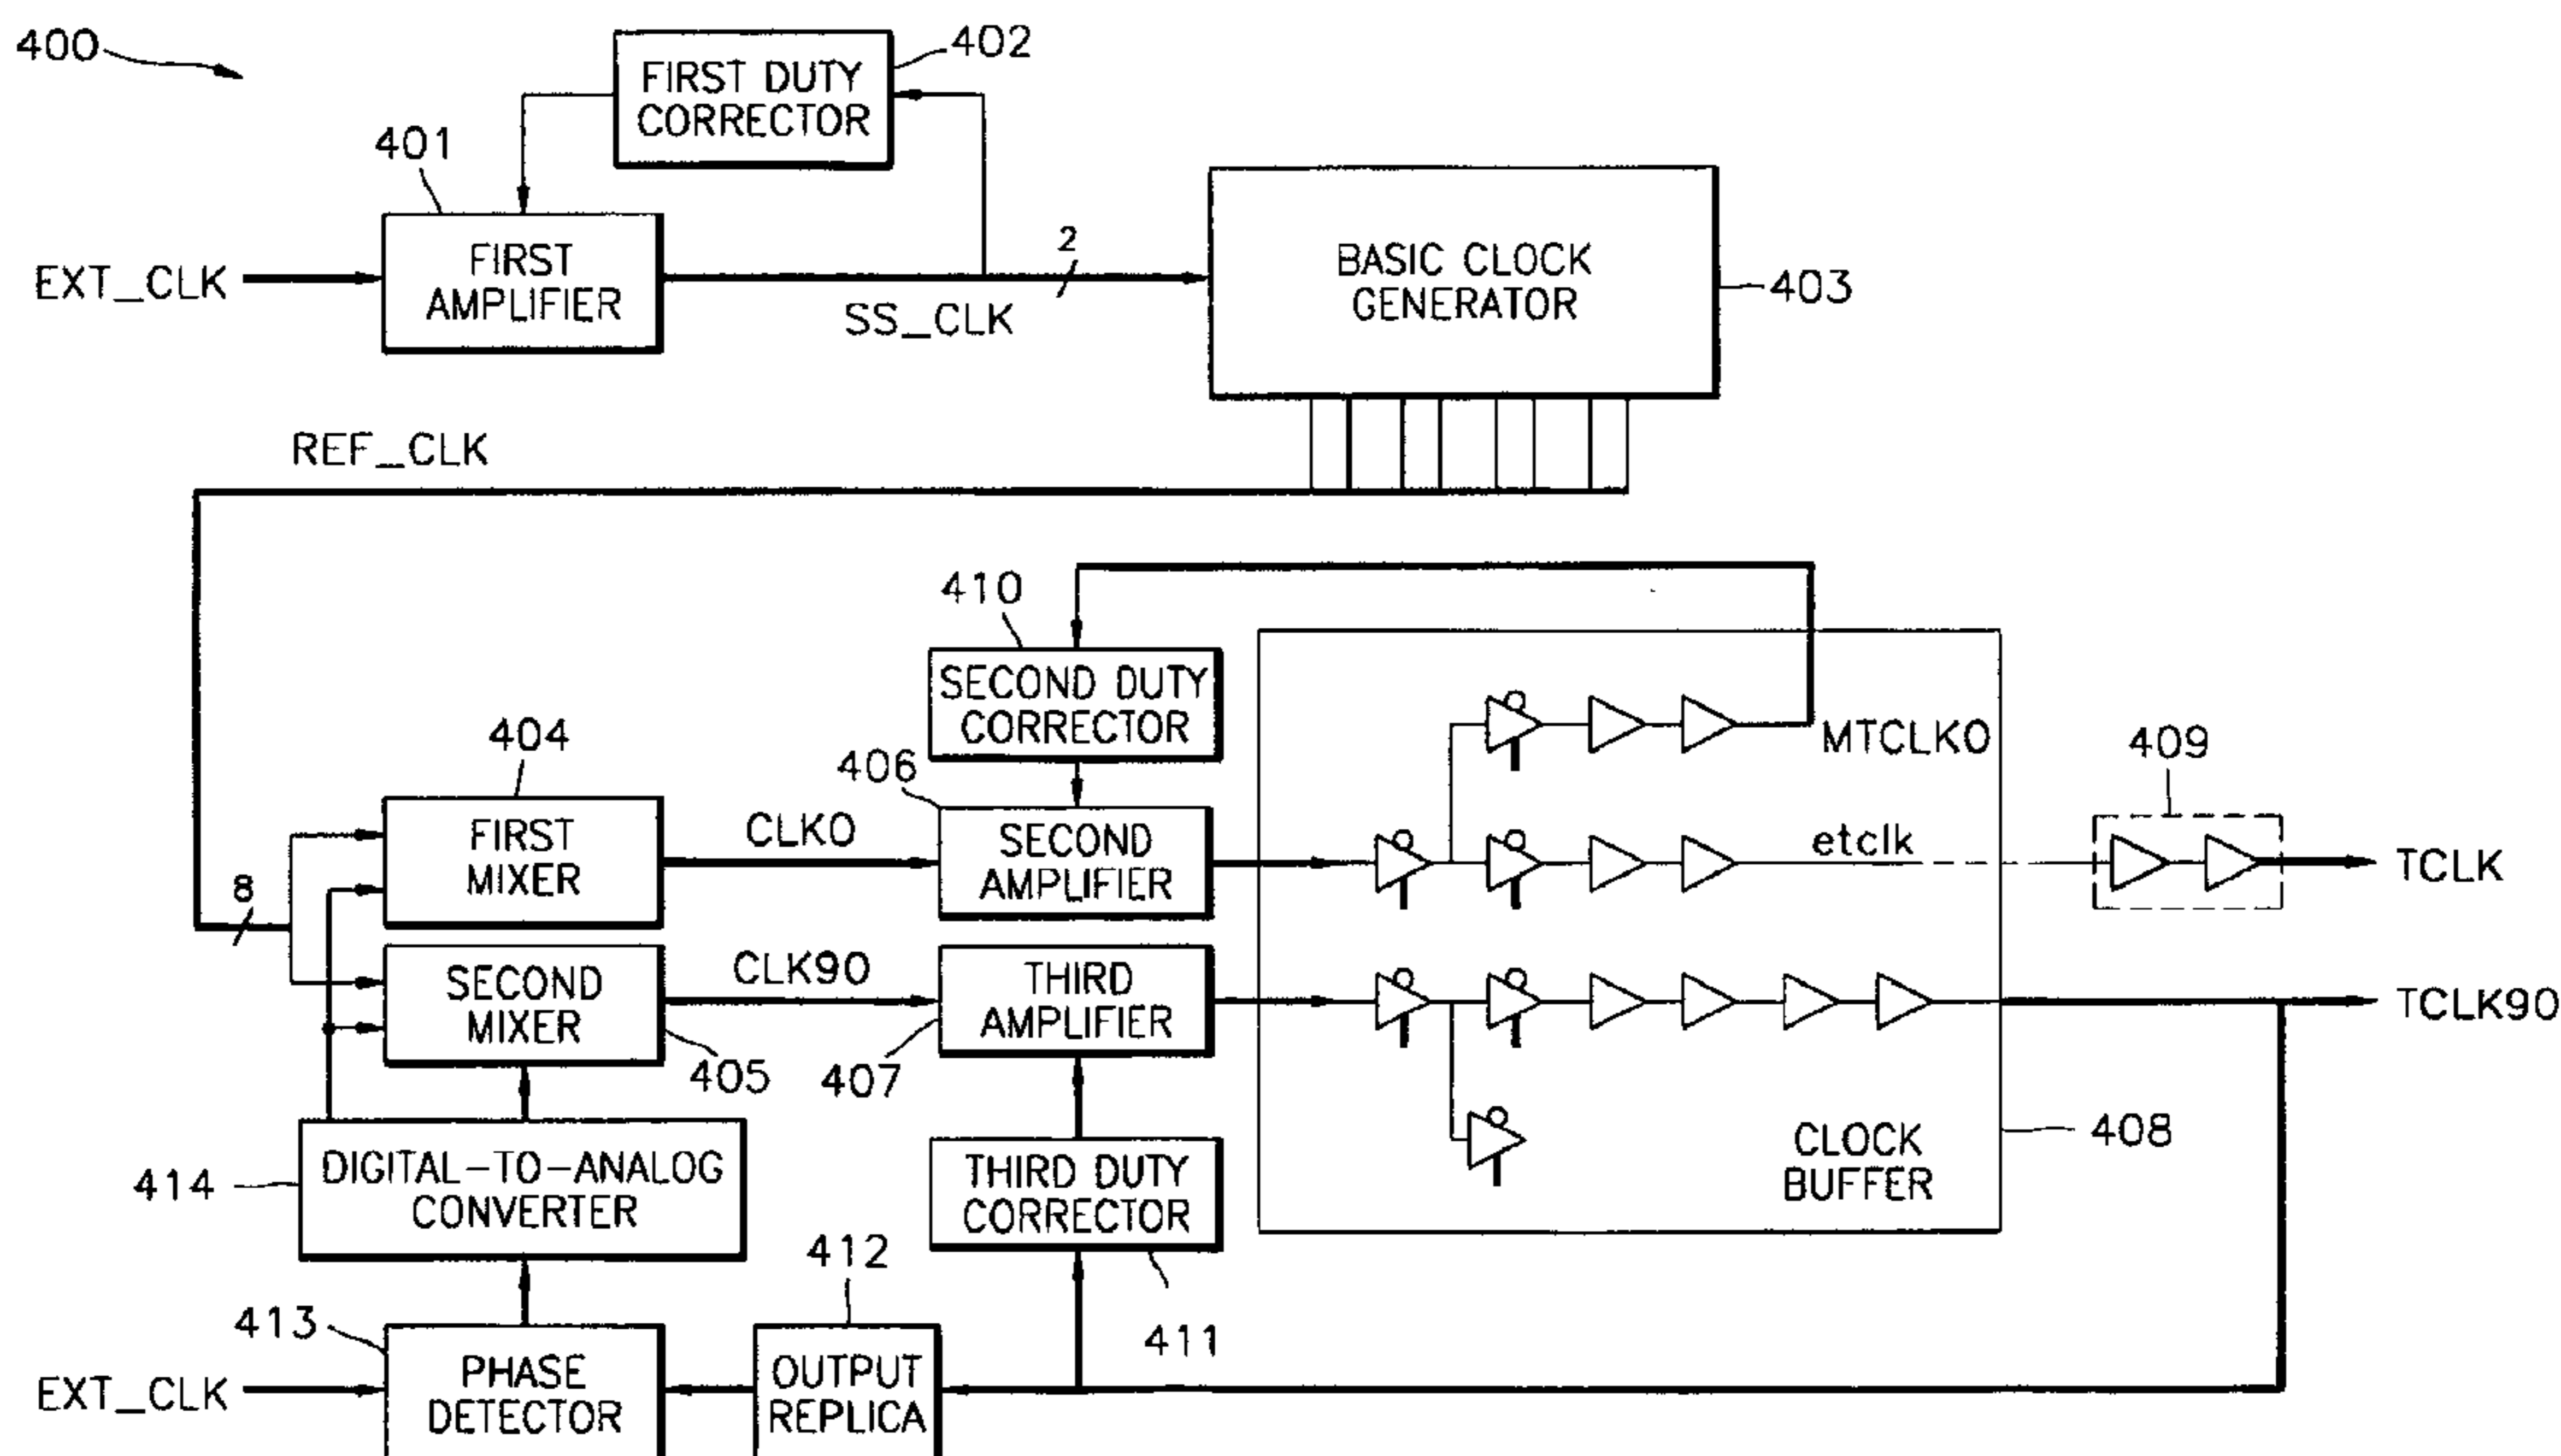 400
402
FIRST DUTY
CORRECTOR
401
EXT_CLK
FIRST
AMPLIFIER
SS_CLK
2
BASIC CLOCK
GENERATOR
403
REF_CLK
410
SECOND DUTY
CORRECTOR
MTCLK0
404
406
409
FIRST
MIXER
CLK0
SECOND
AMPLIFIER
etclk
TCLK
8
SECOND
MIXER
CLK90
THIRD
AMPLIFIER
TCLK90
405
407
CLOCK
BUFFER
408
414
DIGITAL-TO-ANALOG
CONVERTER
THIRD DUTY
CORRECTOR
412
411
413
EXT_CLK
PHASE
DETECTOR
OUTPUT
REPLICA